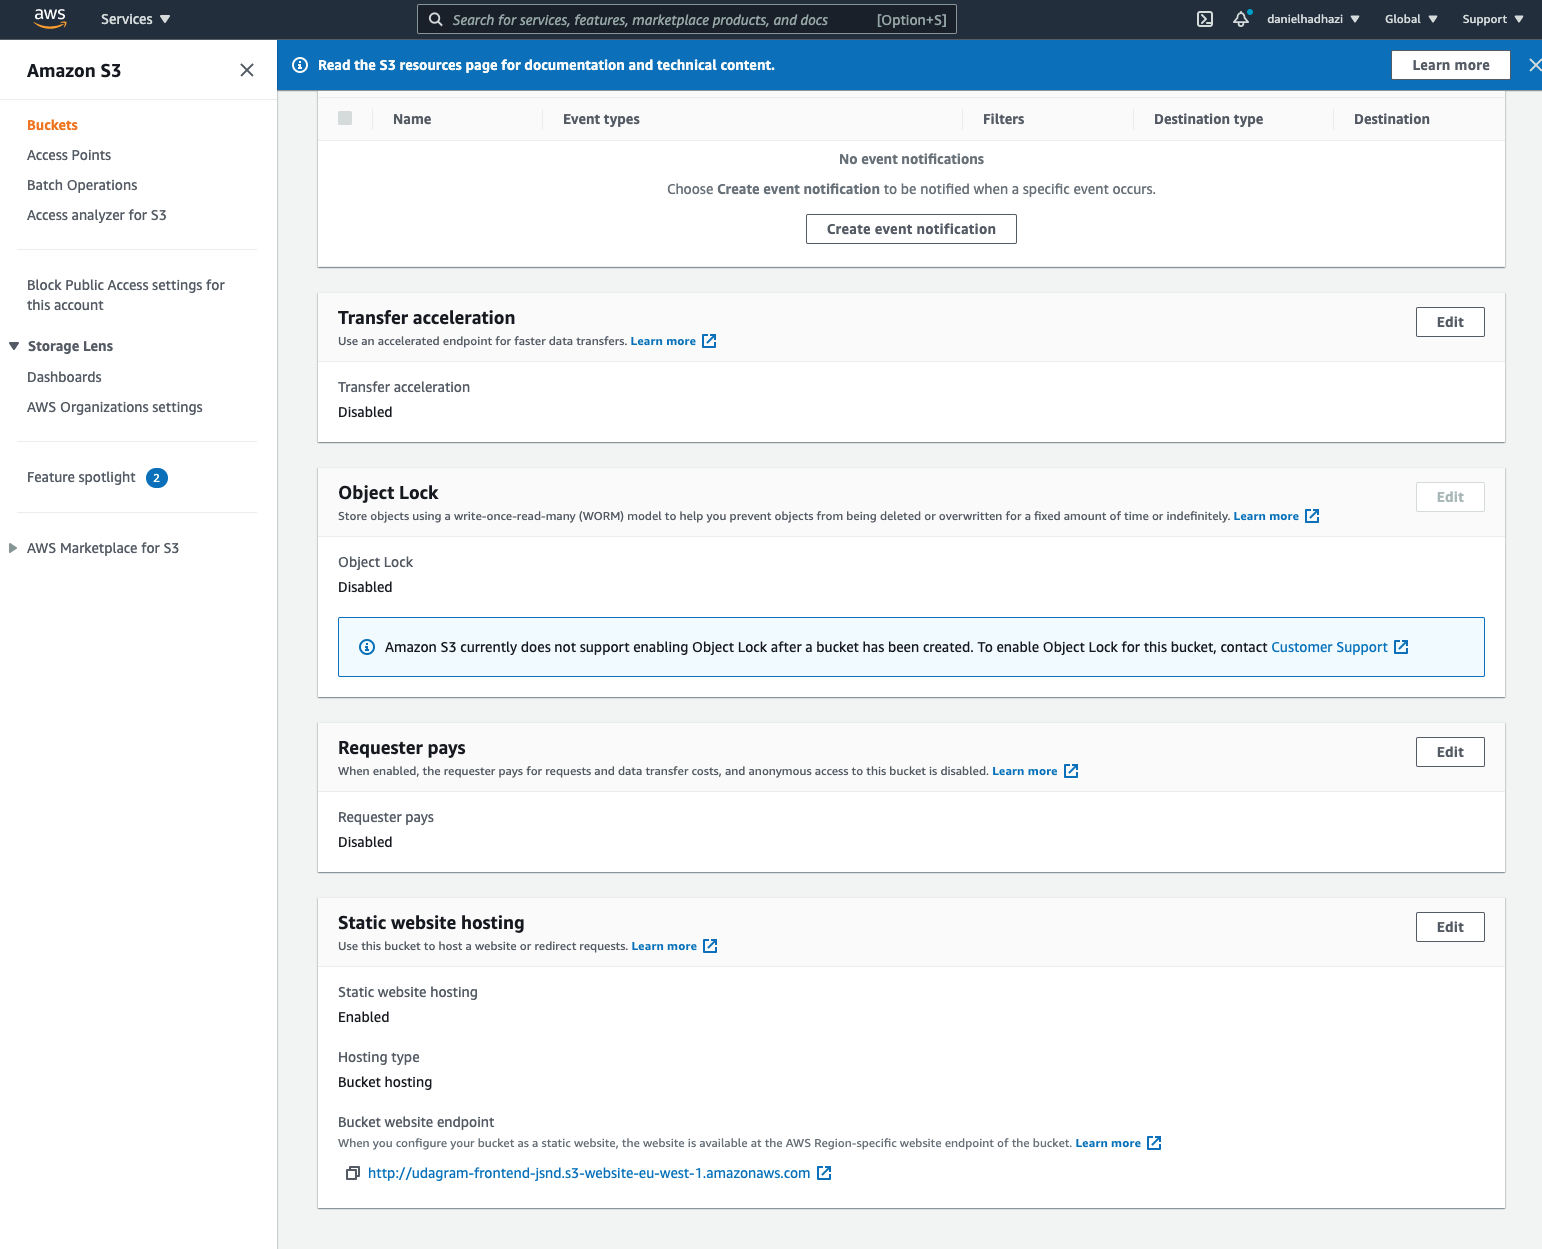 aws
Services
Search for services, features, marketplace products, and docs [Option+S]
danielhadhazi
Global
Support
Amazon S3
Read the S3 resources page for documentation and technical content.
Learn more
Buckets
Access Points
Batch Operations
Access analyzer for S3
Block Public Access settings for
this account
Storage Lens
Dashboards
AWS Organizations settings
Feature spotlight 2
AWS Marketplace for S3
Name Event types Filters Destination type Destination
No event notifications
Choose Create event notification to be notified when a specific event occurs.
Create event notification
Transfer acceleration
Edit
Use an accelerated endpoint for faster data transfers. Learn more
Transfer acceleration
Disabled
Object Lock
Edit
Store objects using a write-once-read-many (WORM) model to help you prevent objects from being deleted or overwritten for a fixed amount of time or indefinitely. Learn more
Object Lock
Disabled
Amazon S3 currently does not support enabling Object Lock after a bucket has been created. To enable Object Lock for this bucket, contact Customer Support
Requester pays
Edit
When enabled, the requester pays for requests and data transfer costs, and anonymous access to this bucket is disabled. Learn more
Requester pays
Disabled
Static website hosting
Edit
Use this bucket to host a website or redirect requests. Learn more
Static website hosting
Enabled
Hosting type
Bucket hosting
Bucket website endpoint
When you configure your bucket as a static website, the website is available at the AWS Region-specific website endpoint of the bucket. Learn more
http://udagram-frontend-jsnd.s3-website-eu-west-1.amazonaws.com